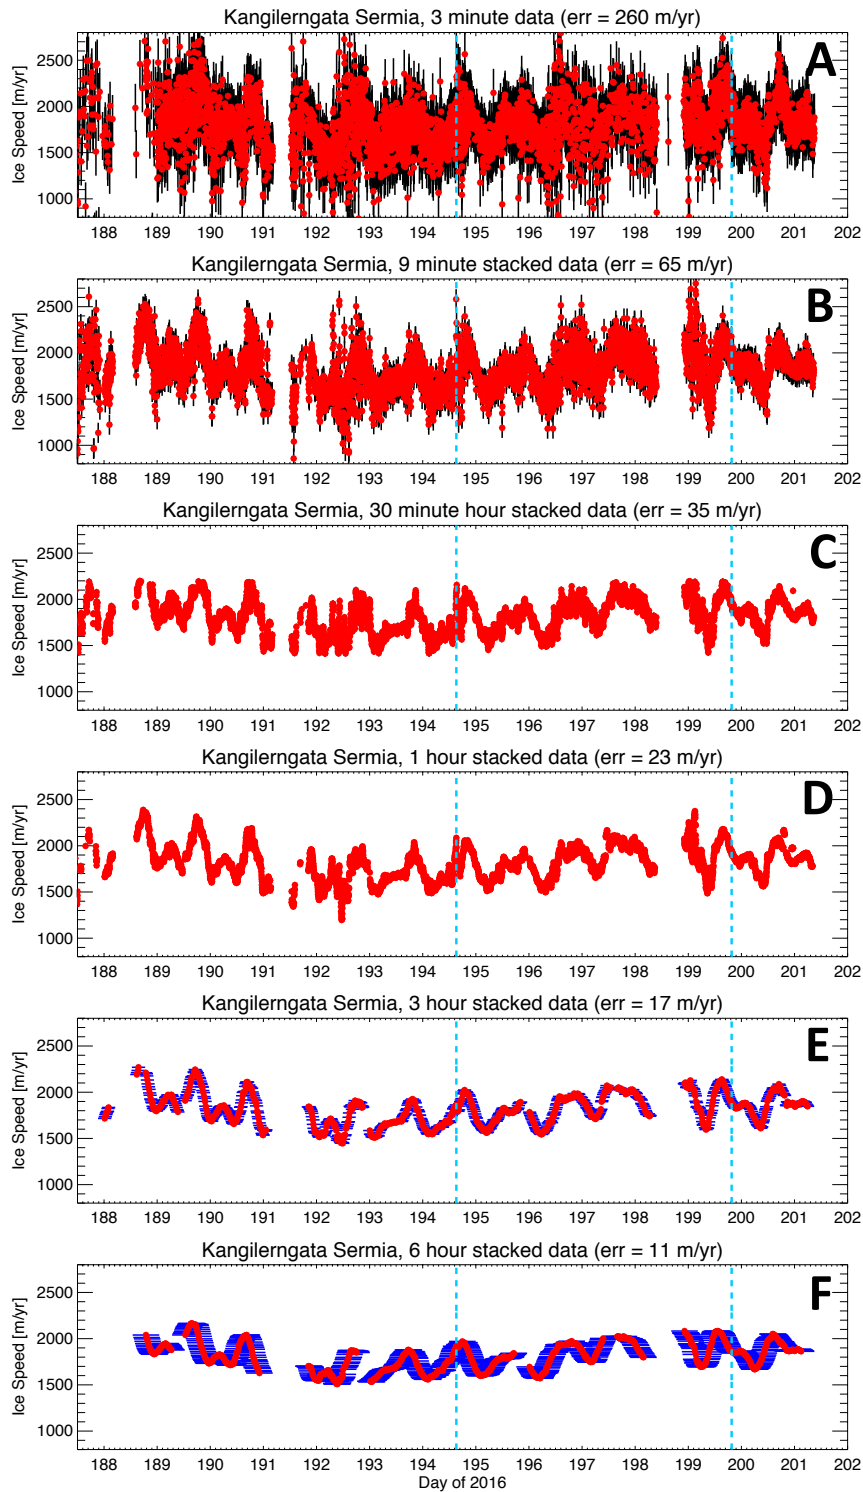 Kangilerngata Sermia, 3 minute data (err = 260 m/yr)
A
Ice Speed [m/yr]
2500
2000
1500
1000
188 189 190 191 192 193 194 195 196 197 198 199 200 201 202
Kangilerngata Sermia, 9 minute stacked data (err = 65 m/yr)
B
Ice Speed [m/yr]
2500
2000
1500
1000
188 189 190 191 192 193 194 195 196 197 198 199 200 201 202
Kangilerngata Sermia, 30 minute hour stacked data (err = 35 m/yr)
C
Ice Speed [m/yr]
2500
2000
1500
1000
188 189 190 191 192 193 194 195 196 197 198 199 200 201 202
Kangilerngata Sermia, 1 hour stacked data (err = 23 m/yr)
D
Ice Speed [m/yr]
2500
2000
1500
1000
188 189 190 191 192 193 194 195 196 197 198 199 200 201 202
Kangilerngata Sermia, 3 hour stacked data (err = 17 m/yr)
E
Ice Speed [m/yr]
2500
2000
1500
1000
188 189 190 191 192 193 194 195 196 197 198 199 200 201 202
Kangilerngata Sermia, 6 hour stacked data (err = 11 m/yr)
F
Ice Speed [m/yr]
2500
2000
1500
1000
188 189 190 191 192 193 194 195 196 197 198 199 200 201 202
Day of 2016